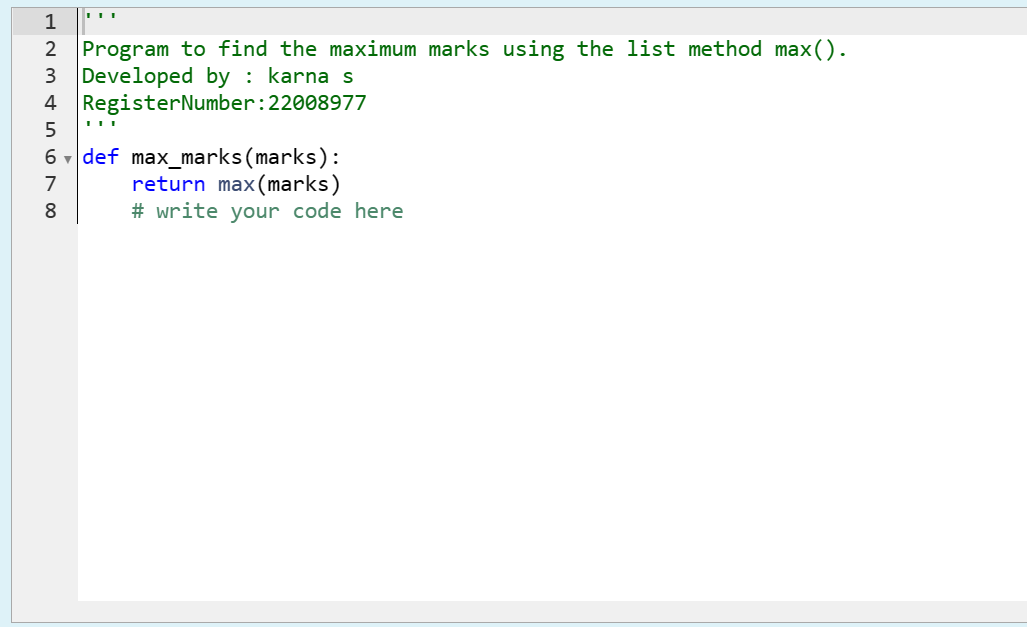 1 '''
2 Program to find the maximum marks using the list method max().
3 Developed by : karna s
4 RegisterNumber:22008977
5 '''
6 def max_marks(marks):
7     return max(marks)
8     # write your code here